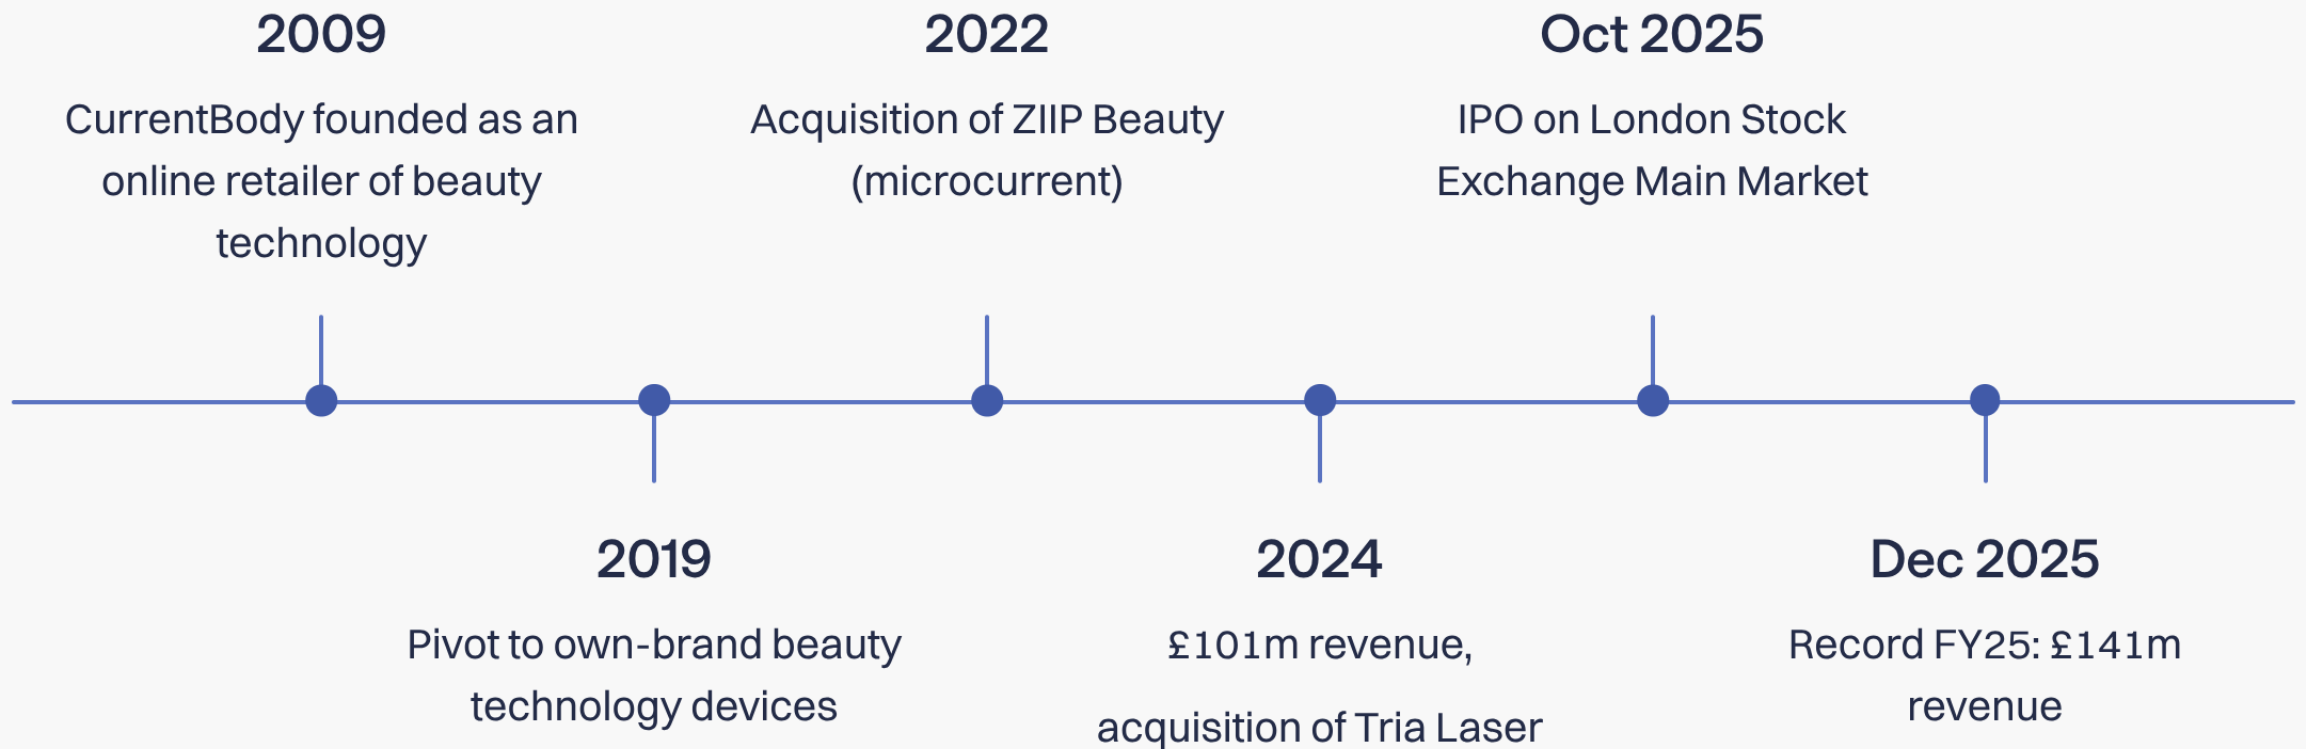 2009
CurrentBody founded as an
online retailer of beauty
technology
2019
Pivot to own-brand beauty
technology devices
2022
Acquisition of ZIIP Beauty
(microcurrent)
2024
£101m revenue,
acquisition of Tria Laser
Oct 2025
IPO on London Stock
Exchange Main Market
Dec 2025
Record FY25: £141m
revenue